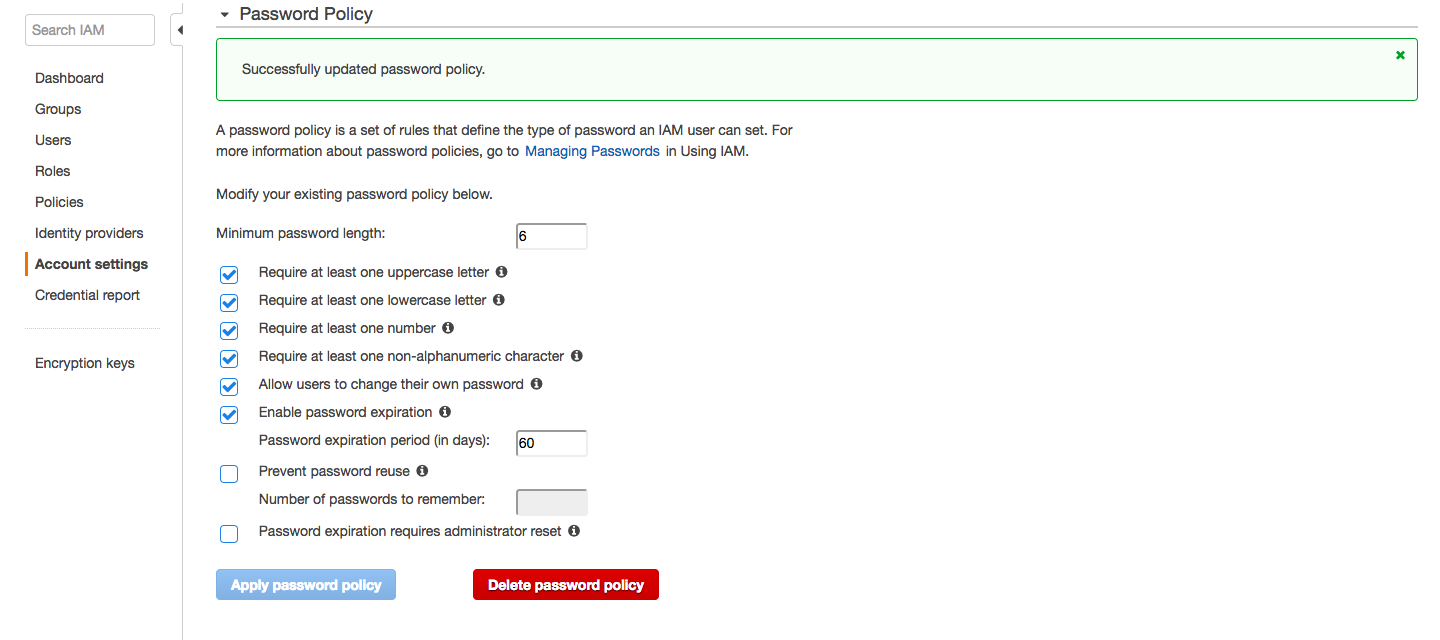 Search IAM
Dashboard
Groups
Users
Roles
Policies
Identity providers
Account settings
Credential report
Encryption keys
Password Policy
Successfully updated password policy.
A password policy is a set of rules that define the type of password an IAM user can set. For
more information about password policies, go to Managing Passwords in Using IAM.
Modify your existing password policy below.
Minimum password length: 6
Require at least one uppercase letter
Require at least one lowercase letter
Require at least one number
Require at least one non-alphanumeric character
Allow users to change their own password
Enable password expiration
Password expiration period (in days): 60
Prevent password reuse
Number of passwords to remember:
Password expiration requires administrator reset
Apply password policy Delete password policy